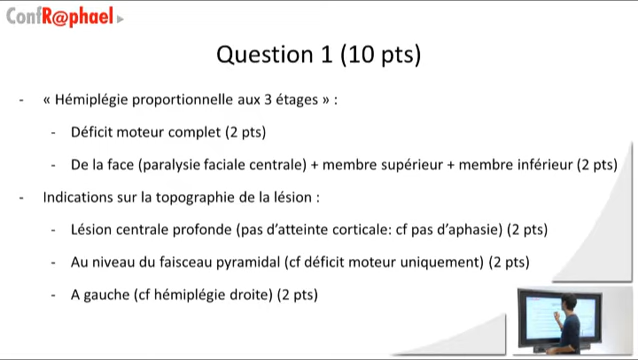 ConfR@phael
Question 1 (10 pts)
- « Hémiplégie proportionnelle aux 3 étages » :
- Déficit moteur complet (2 pts)
- De la face (paralysie faciale centrale) + membre supérieur + membre inférieur (2 pts)
- Indications sur la topographie de la lésion :
- Lésion centrale profonde (pas d'atteinte corticale: cf pas d'aphasie) (2 pts)
- Au niveau du faisceau pyramidal (cf déficit moteur uniquement) (2 pts)
- A gauche (cf hémiplégie droite) (2 pts)